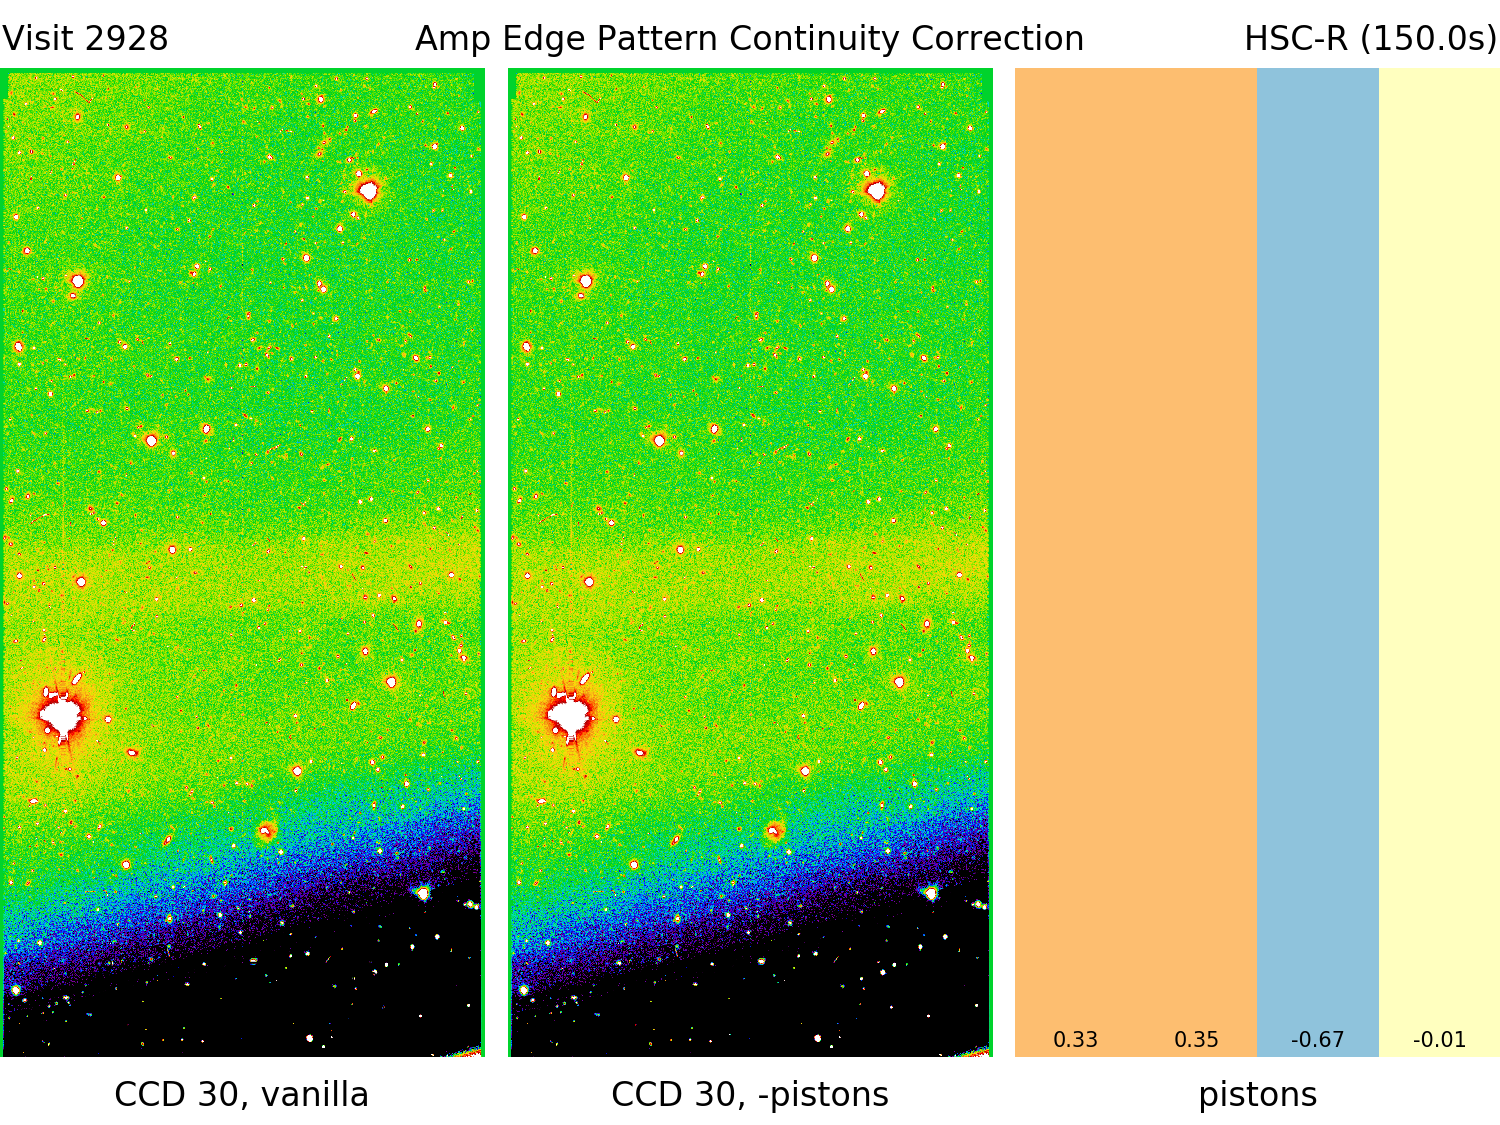 Visit 2928 Amp Edge Pattern Continuity Correction HSC-R (150.0s)
0.33 0.35 -0.67 -0.01
CCD 30, vanilla CCD 30, -pistons pistons